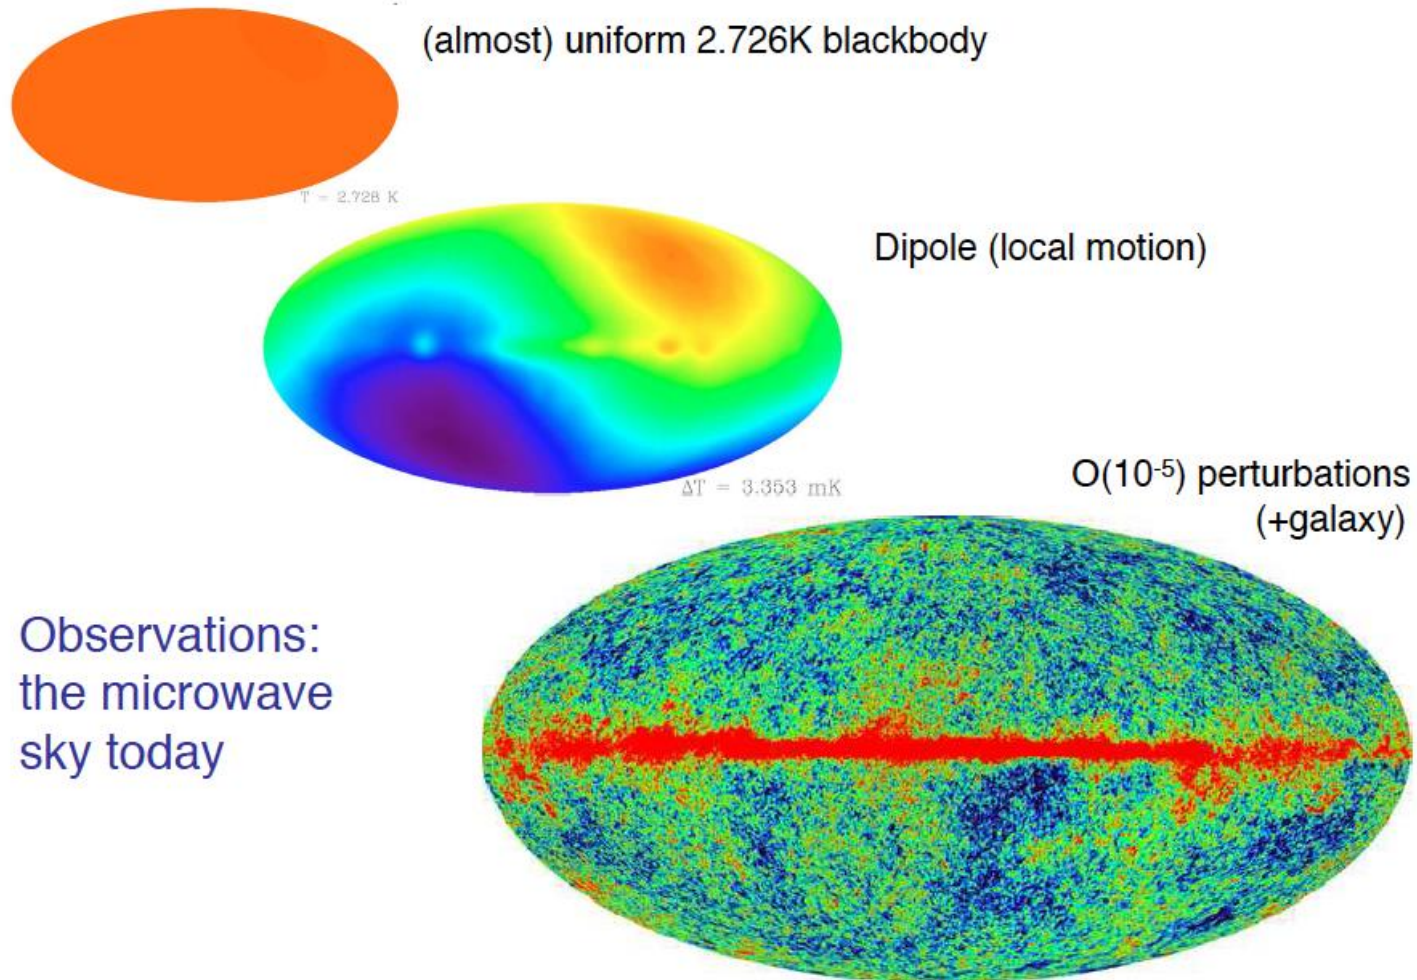 (almost) uniform 2.726K blackbody
T = 2.728 K
Dipole (local motion)
ΔT = 3.353 mK
O(10⁻⁵) perturbations
(+galaxy)
Observations:
the microwave
sky today